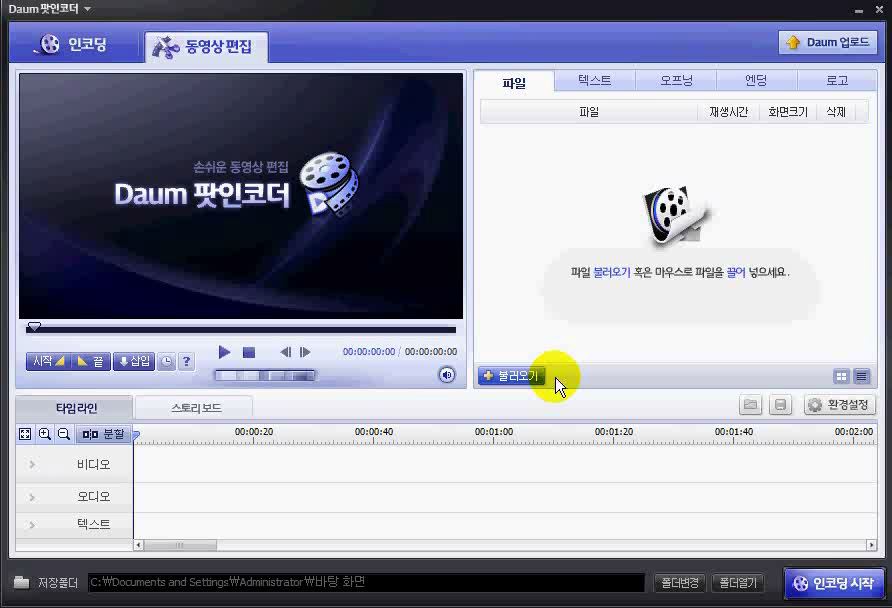 Daum 팟인코더
인코딩
동영상 편집
Daum 업로드
손쉬운 동영상 편집
Daum 팟인코더
파일
텍스트
오프닝
엔딩
로고
파일
재생시간
화면크기
삭제
파일 불러오기 혹은 마우스로 파일을 끌어 넣으세요.
시작
끝
삽입
?
00:00:00:00 / 00:00:00:00
불러오기
타임라인
스토리보드
환경설정
분할
00:00:20
00:00:40
00:01:00
00:01:20
00:01:40
00:02:00
비디오
오디오
텍스트
저장폴더
C:₩Documents and Settings₩Administrator₩바탕 화면
폴더변경
폴더열기
인코딩 시작